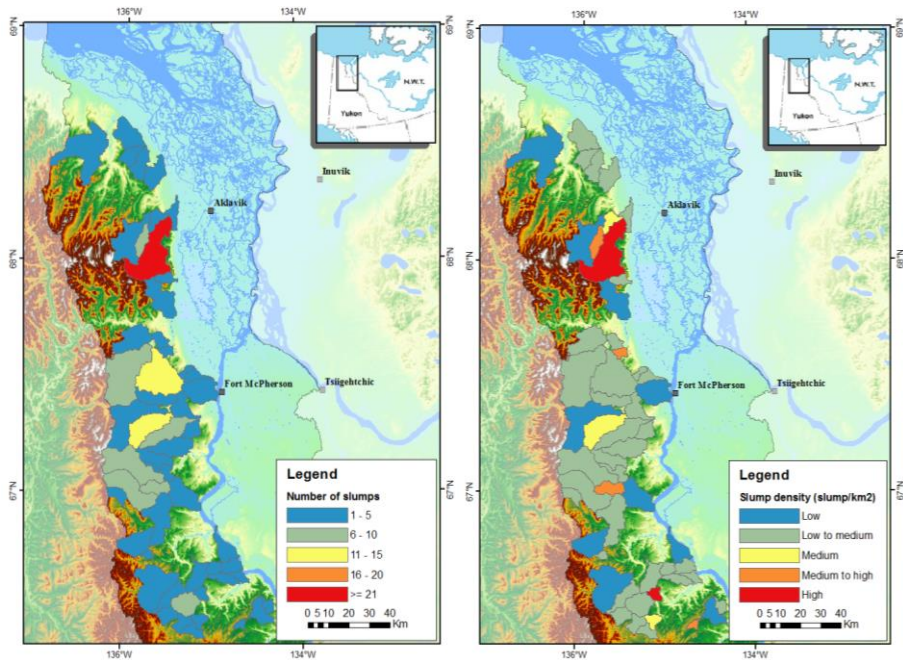 136°W
134°W
69°N
N.W.T.
Yukon
Inuvik
Aklavik
68°N
Fort McPherson
Tsiigehtchic
67°N
Legend
Number of slumps
1 - 5
6 - 10
11 - 15
16 - 20
>= 21
0 5 10 20 30 40
Km
136°W
134°W
136°W
134°W
69°N
69°N
N.W.T.
Yukon
Inuvik
Aklavik
68°N
68°N
Fort McPherson
Tsiigehtchic
67°N
67°N
Legend
Slump density (slump/km2)
Low
Low to medium
Medium
Medium to high
High
0 5 10 20 30 40
Km
136°W
134°W